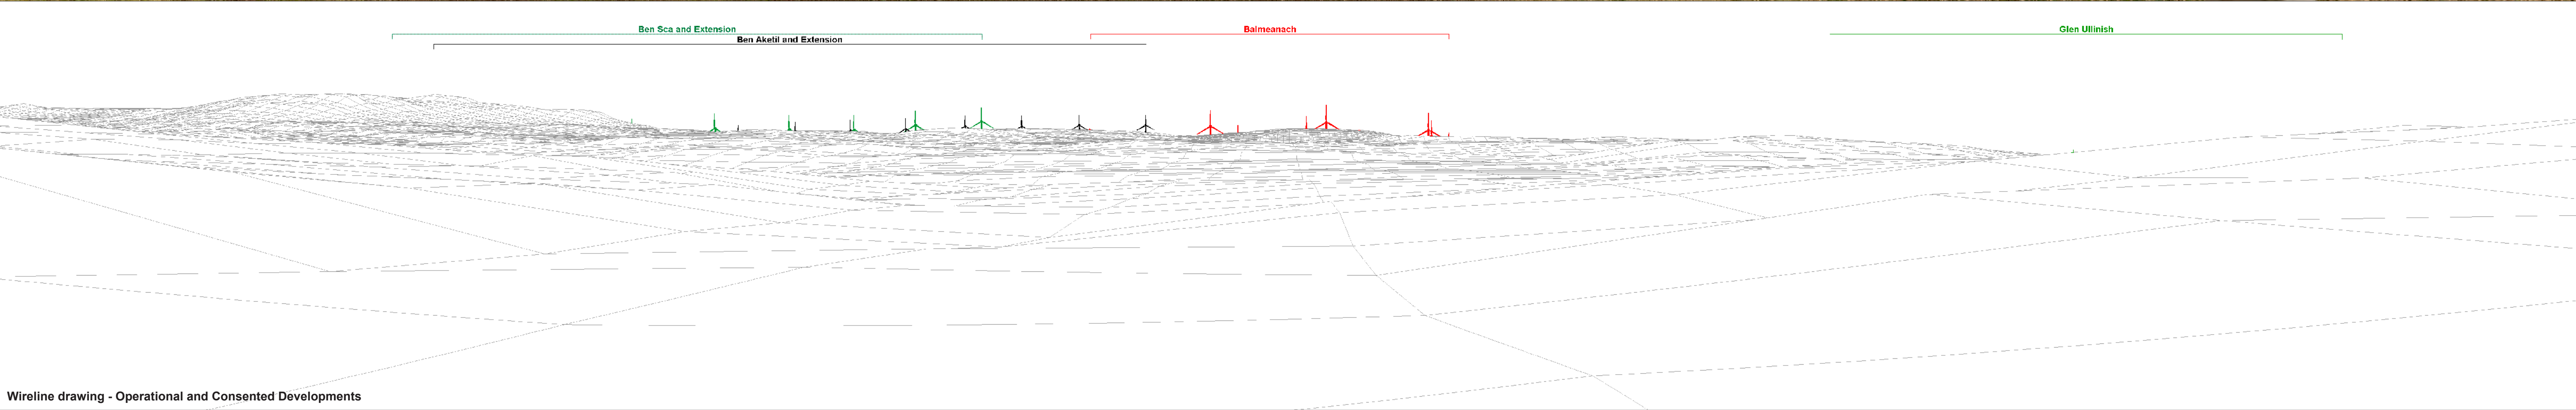 Ben Sca and Extension
Balmeanach
Glen Ullinish
Ben Aketil and Extension
Wireline drawing - Operational and Consented Developments